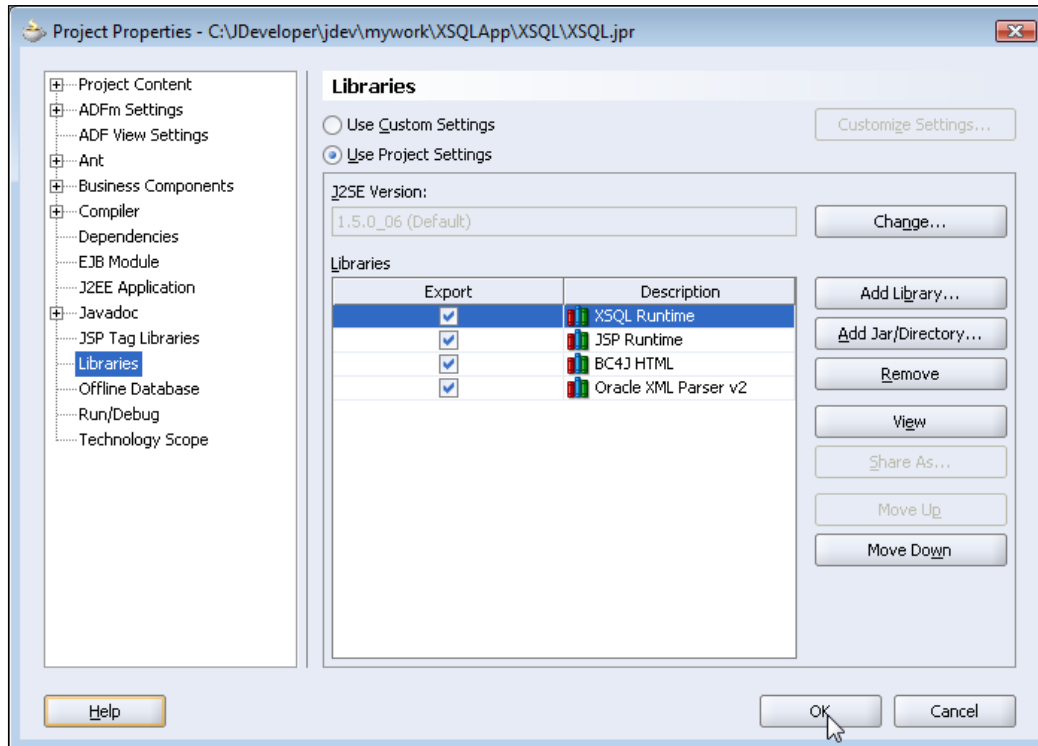 Project Properties - C:\JDeveloper\jdev\mywork\XSQLApp\XSQL\XSQL.jpr
Project Content
ADFm Settings
ADF View Settings
Ant
Business Components
Compiler
Dependencies
EJB Module
J2EE Application
Javadoc
JSP Tag Libraries
Libraries
Offline Database
Run/Debug
Technology Scope
Libraries
Use Custom Settings
Customize Settings...
Use Project Settings
J2SE Version:
1.5.0_06 (Default)
Change...
Libraries
Export Description
XSQL Runtime
JSP Runtime
BC4J HTML
Oracle XML Parser v2
Add Library...
Add Jar/Directory...
Remove
View
Share As...
Move Up
Move Down
Help
OK
Cancel